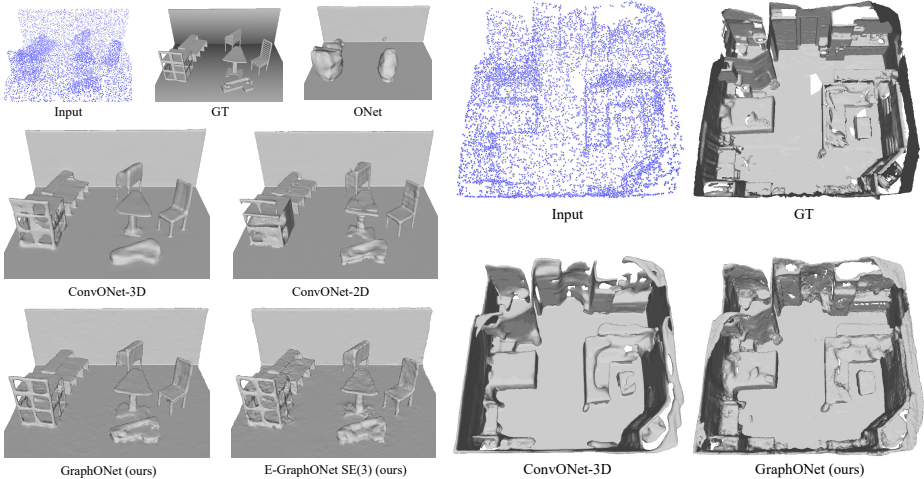 Input
GT
ONet
ConvONet-3D
ConvONet-2D
GraphONet (ours)
E-GraphONet SE(3) (ours)
Input
GT
ConvONet-3D
GraphONet (ours)